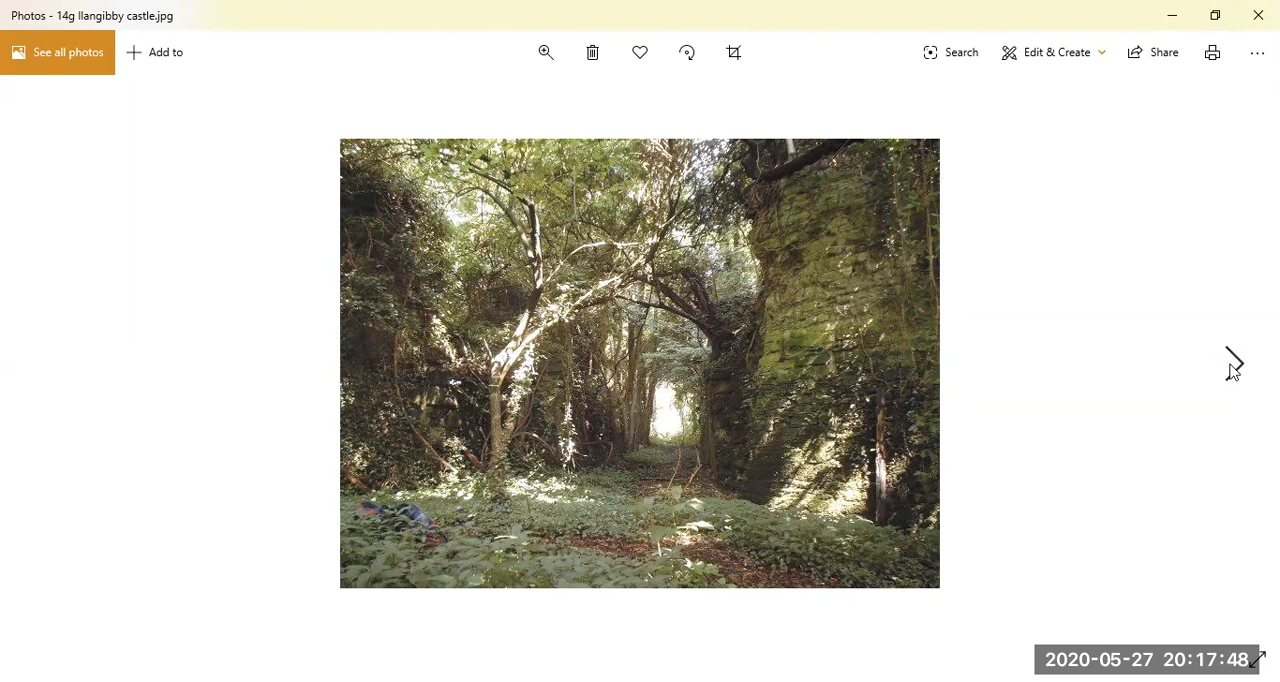 Photos - 14g llangibby castle.jpg
See all photos
Add to
Search
Edit & Create
Share
2020-05-27 20:17:48